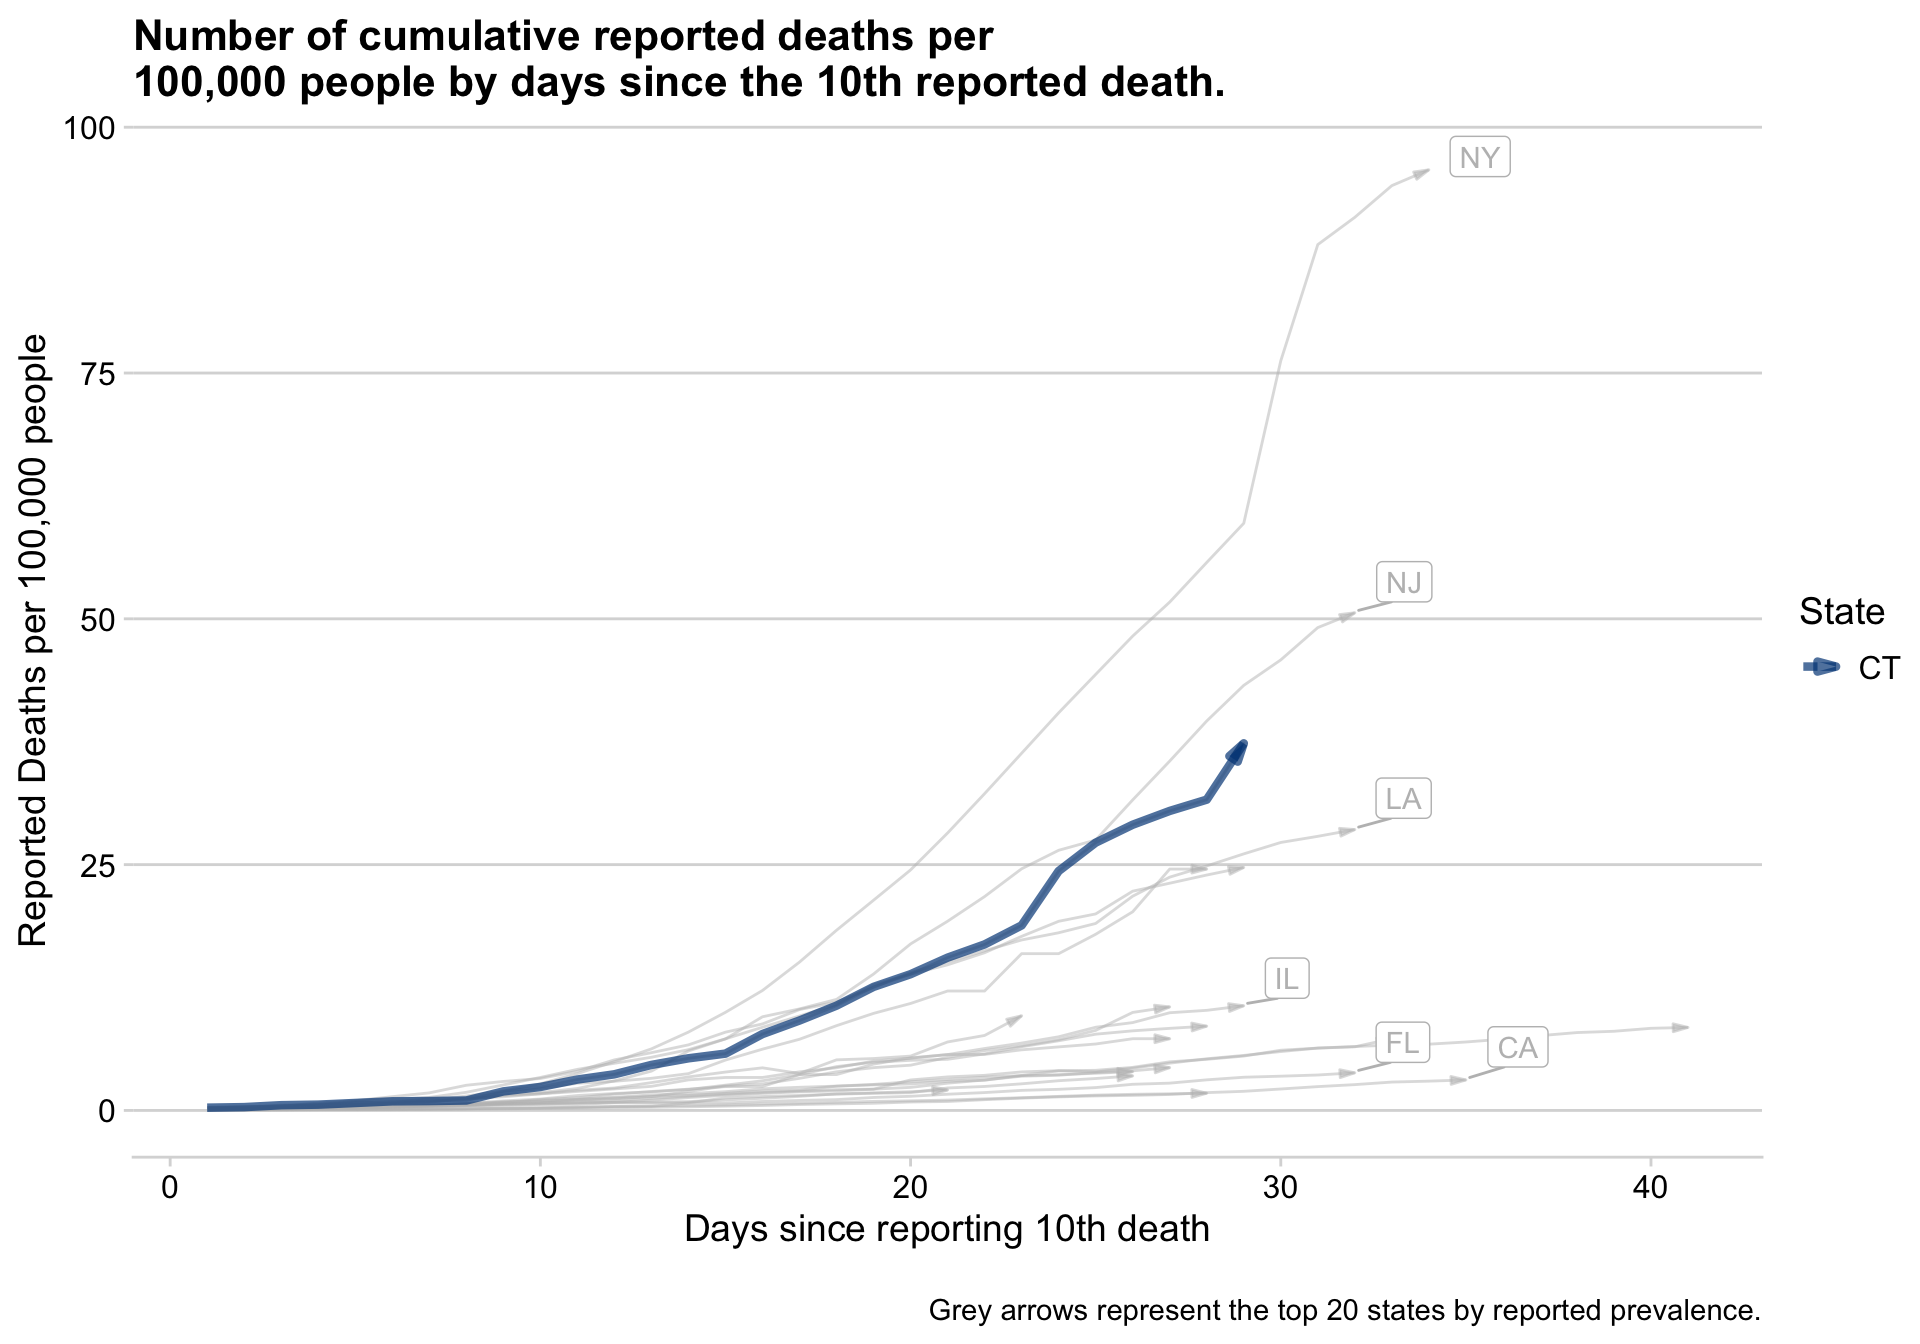 Number of cumulative reported deaths per
100,000 people by days since the 10th reported death.
100
75
50
25
0
Reported Deaths per 100,000 people
NY
NJ
LA
IL
FL
CA
State
CT
0 10 20 30 40
Days since reporting 10th death
Grey arrows represent the top 20 states by reported prevalence.